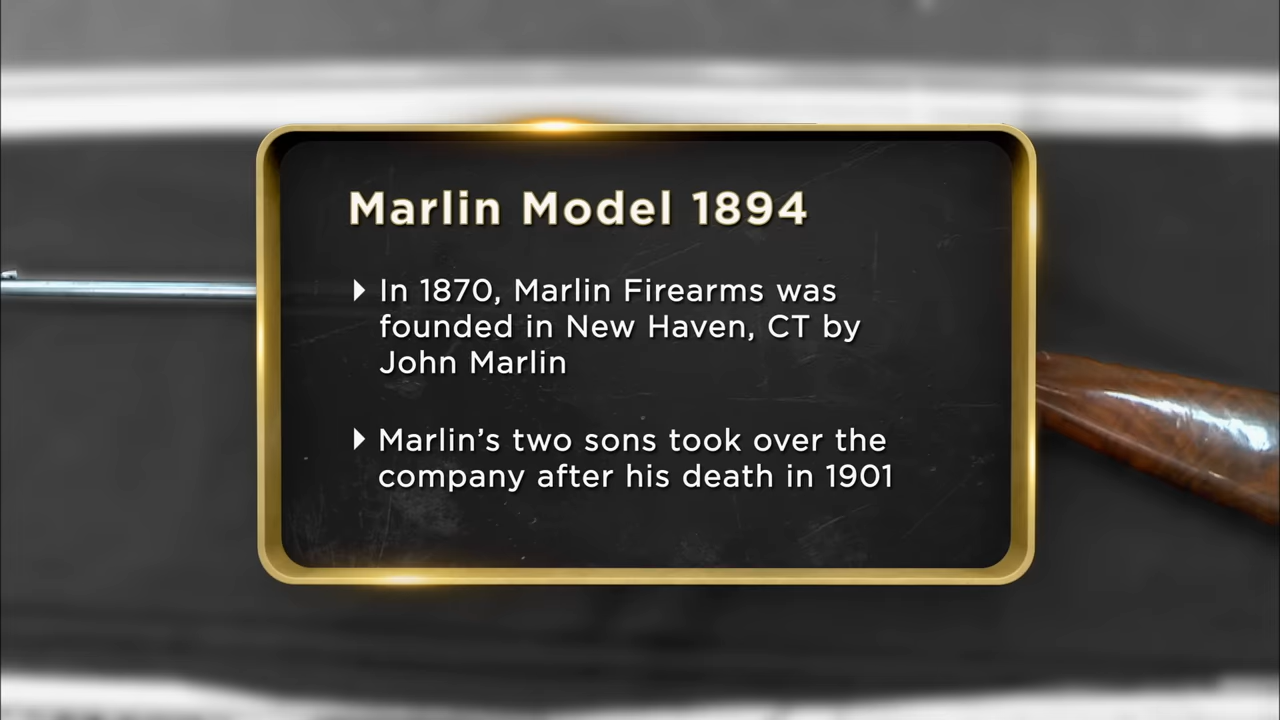 Marlin Model 1894
In 1870, Marlin Firearms was
founded in New Haven, CT by
John Marlin
Marlin's two sons took over the
company after his death in 1901